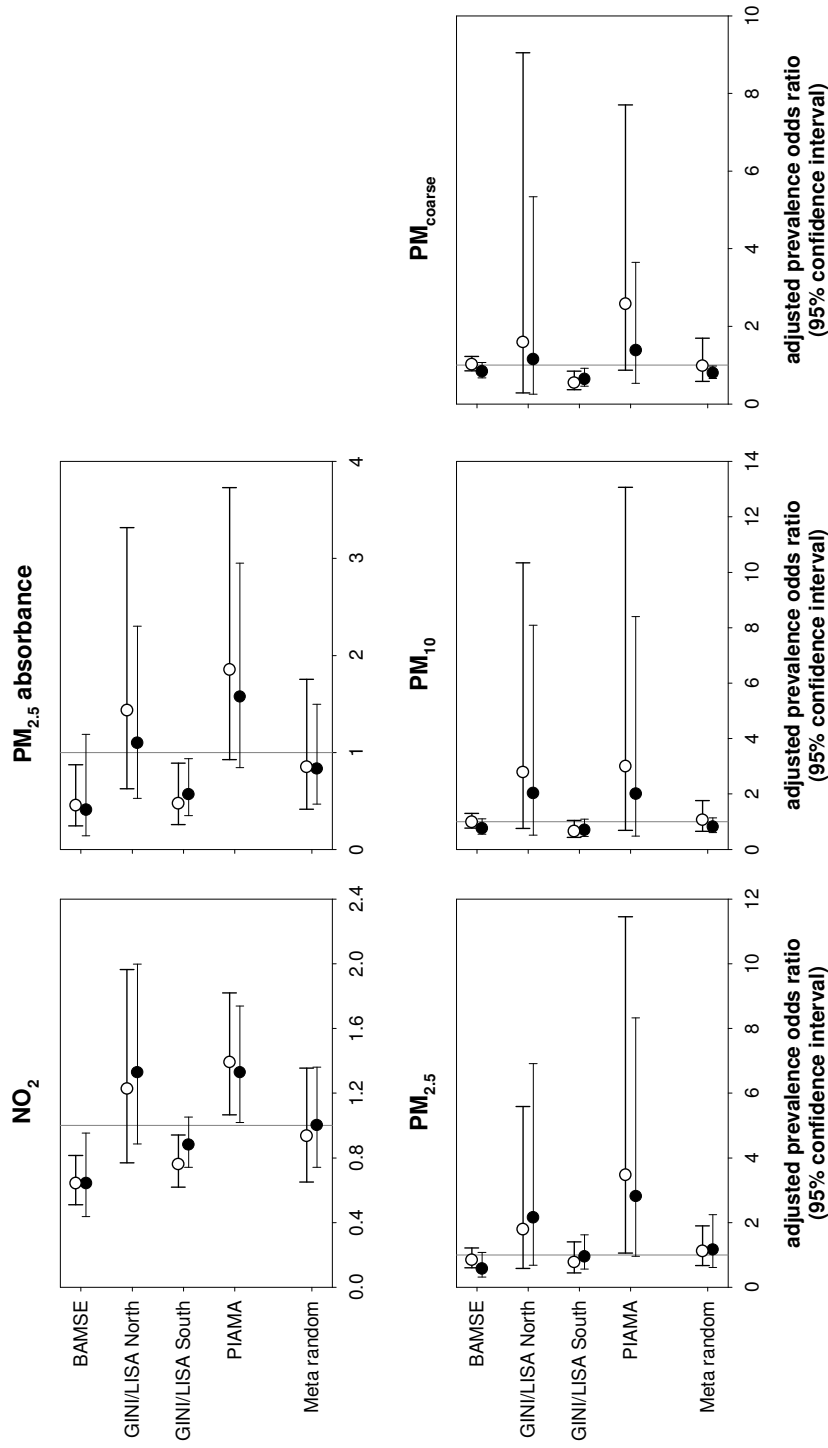 NO2
BAMSE
GINI/LISA North
GINI/LISA South
PIAMA
Meta random
0.0 0.4 0.8 1.2 1.6 2.0 2.4
PM2.5 absorbance
0 1 2 3 4
PM2.5
BAMSE
GINI/LISA North
GINI/LISA South
PIAMA
Meta random
0 2 4 6 8 10 12
adjusted prevalence odds ratio
(95% confidence interval)
PM10
0 2 4 6 8 10 12 14
adjusted prevalence odds ratio
(95% confidence interval)
PMcoarse
0 2 4 6 8 10
adjusted prevalence odds ratio
(95% confidence interval)